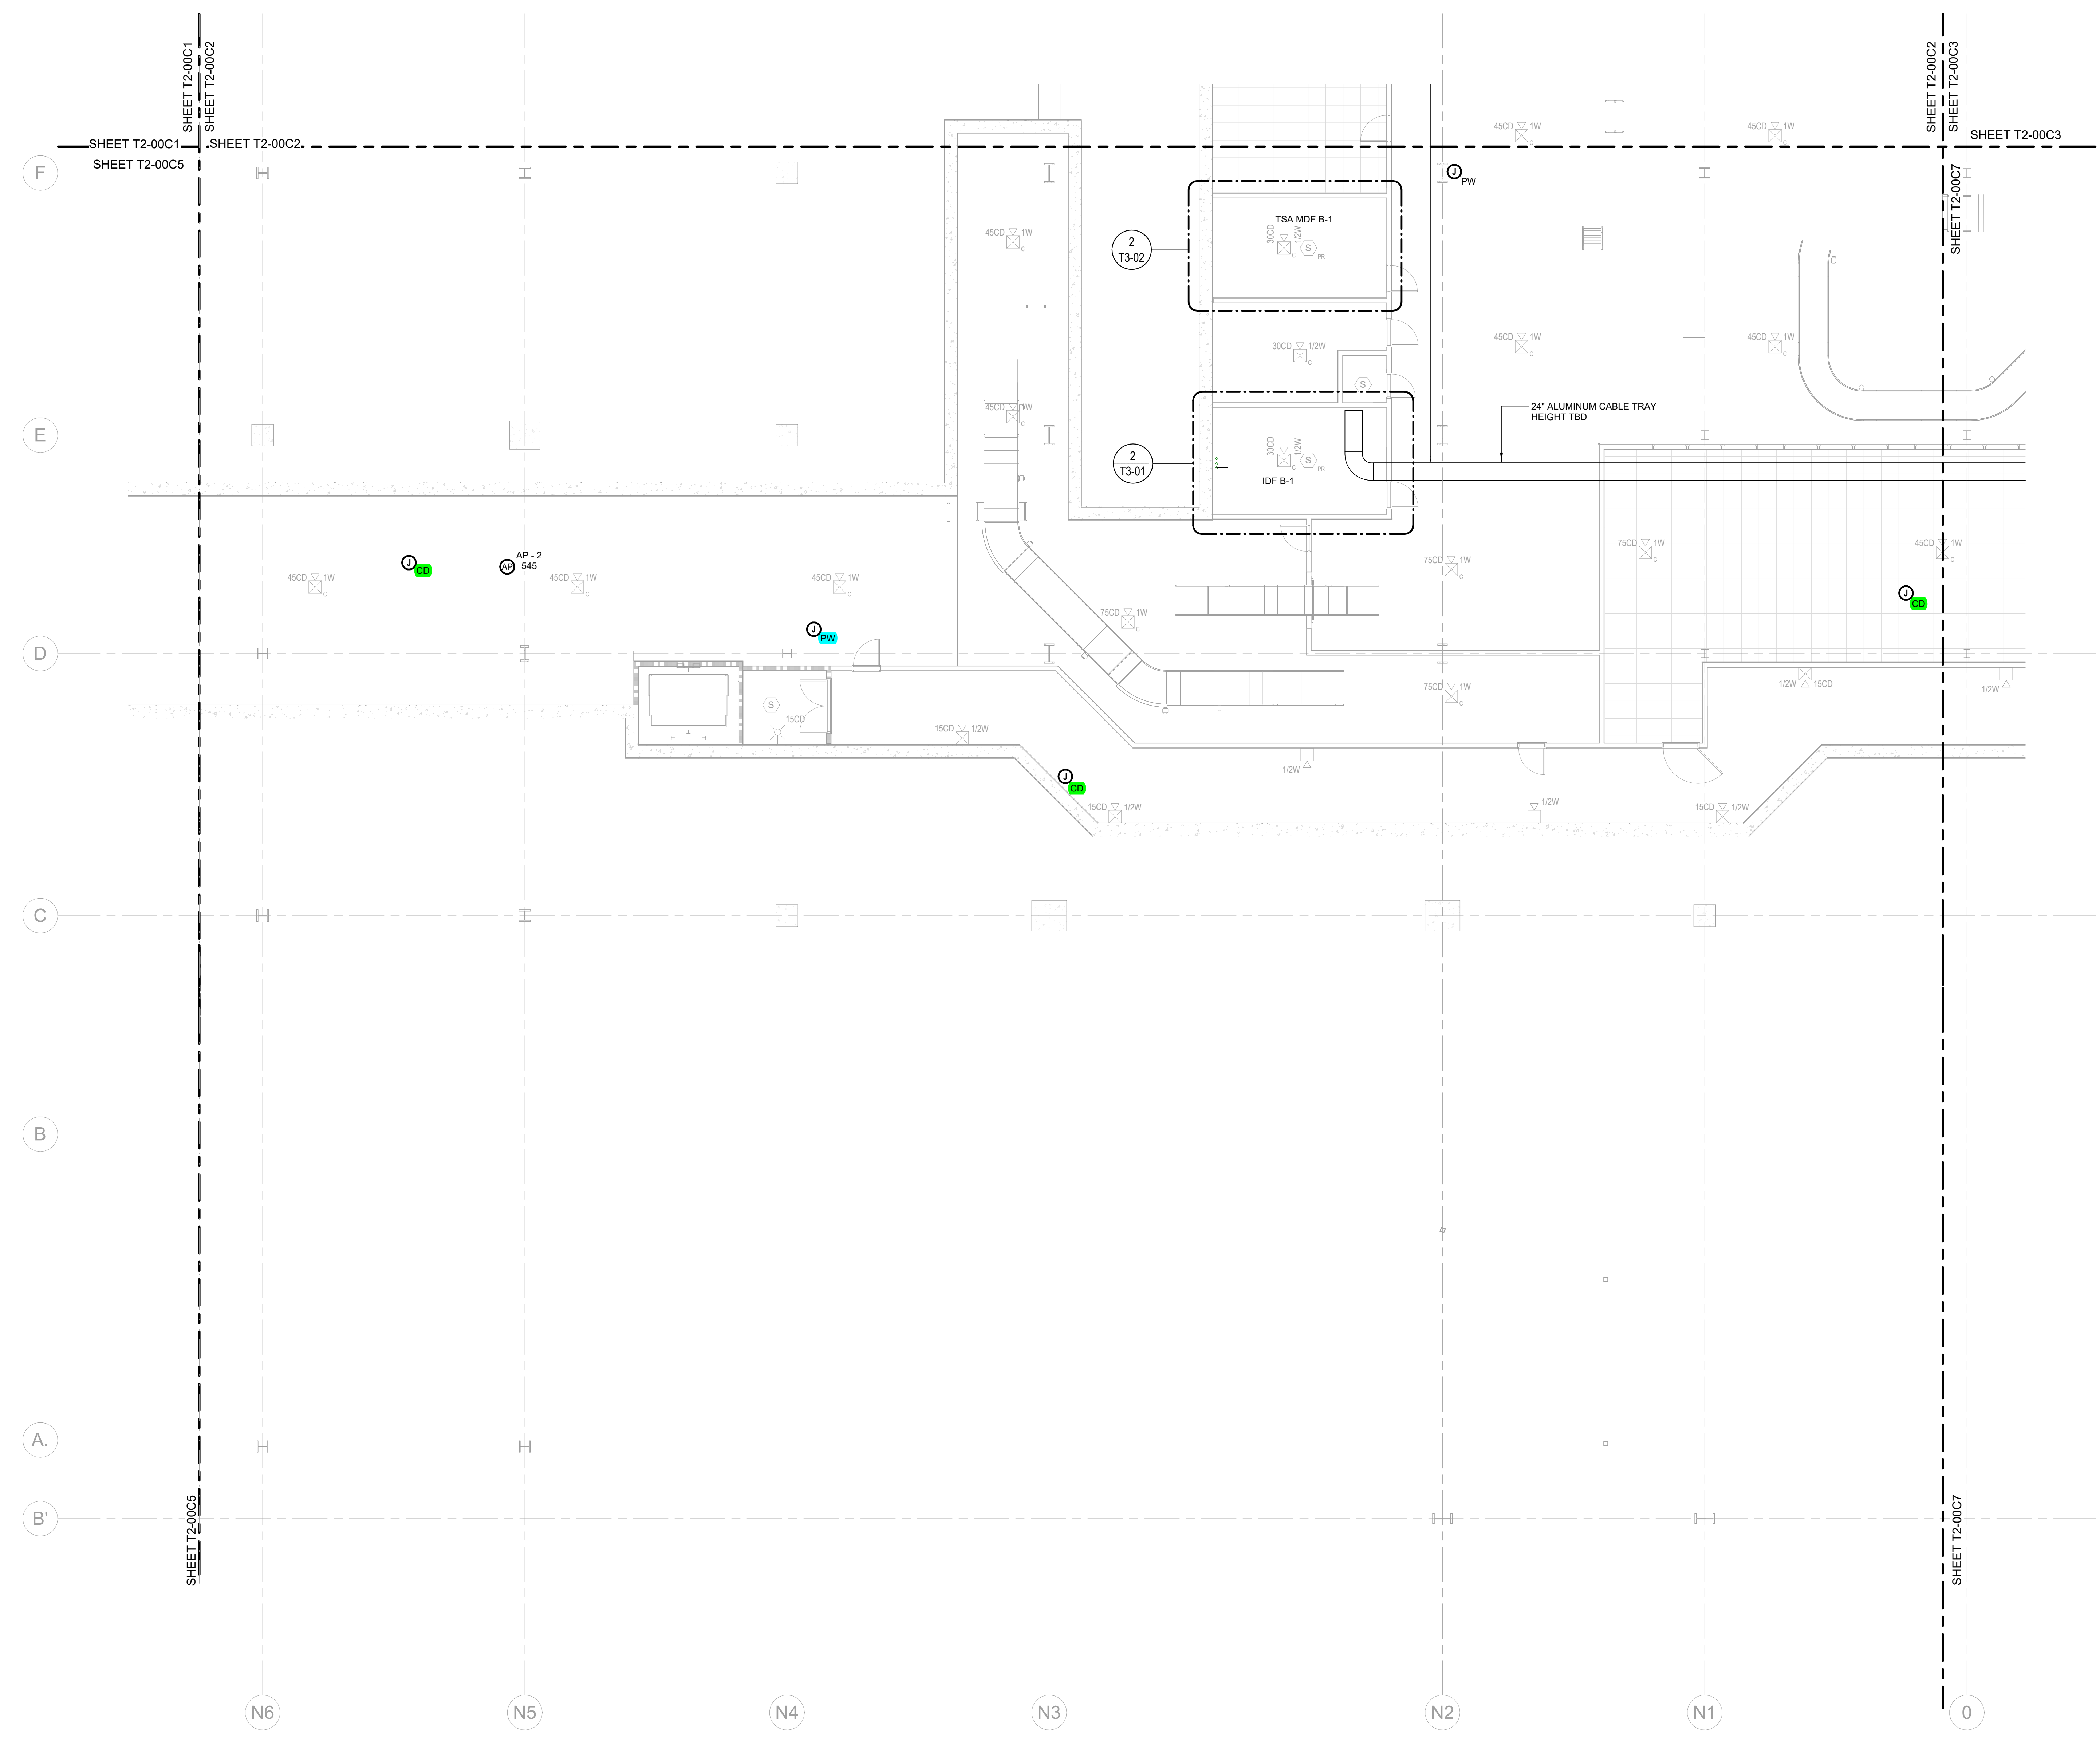 SHEET T2-00C1
SHEET T2-00C2
SHEET T2-00C2
SHEET T2-00C3
SHEET T2-00C1
SHEET T2-00C2
SHEET T2-00C3
SHEET T2-00C5
SHEET T2-00C7
F
PW
J
45CD 1W
C
45CD 1W
C
TSA MDF B-1
2
T3-02
30CD
1/2W
C
S
PR
45CD 1W
C
30CD 1/2W
C
45CD 1W
C
45CD 1W
C
S
45CD 1W
C
24" ALUMINUM CABLE TRAY
HEIGHT TBD
E
2
T3-01
30CD
1/2W
C
S
PR
IDF B-1
J
CD
AP
AP - 2
545
45CD 1W
C
45CD 1W
C
45CD 1W
C
75CD 1W
C
75CD 1W
C
45CD 1W
C
J
CD
75CD 1W
C
J
PW
D
S
15CD
15CD 1/2W
75CD 1W
C
1/2W 15CD
1/2W
1/2W
J
CD
15CD 1/2W
1/2W
15CD 1/2W
C
B
A.
B'
SHEET T2-00C5
SHEET T2-00C7
N6
N5
N4
N3
N2
N1
0